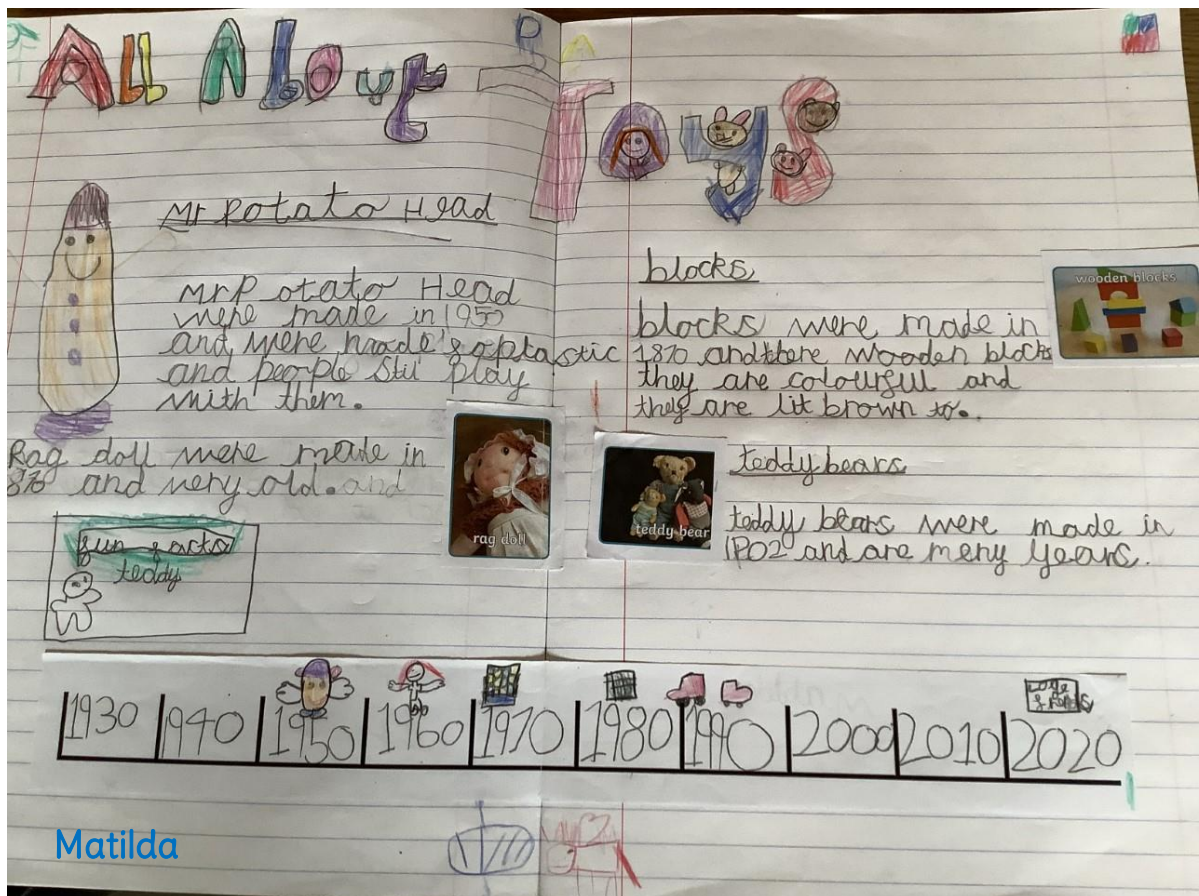 All About Toys
Mr Potato Head
Mr Potato Head
were made in 1950
and were made
and people stil play
with them.
Rag doll were made in
870 and very old. and
rag doll
fun facts
teddy
blocks
blocks were made in
1870 and there wooden blocks
they are colourful and
they are lit brown to..
wooden blocks
teddy bears
teddy bears were made in
1902 and are meny years.
teddy bear
1930 1940 1950 1960 1970 1980 1990 2000 2010 2020
Matilda